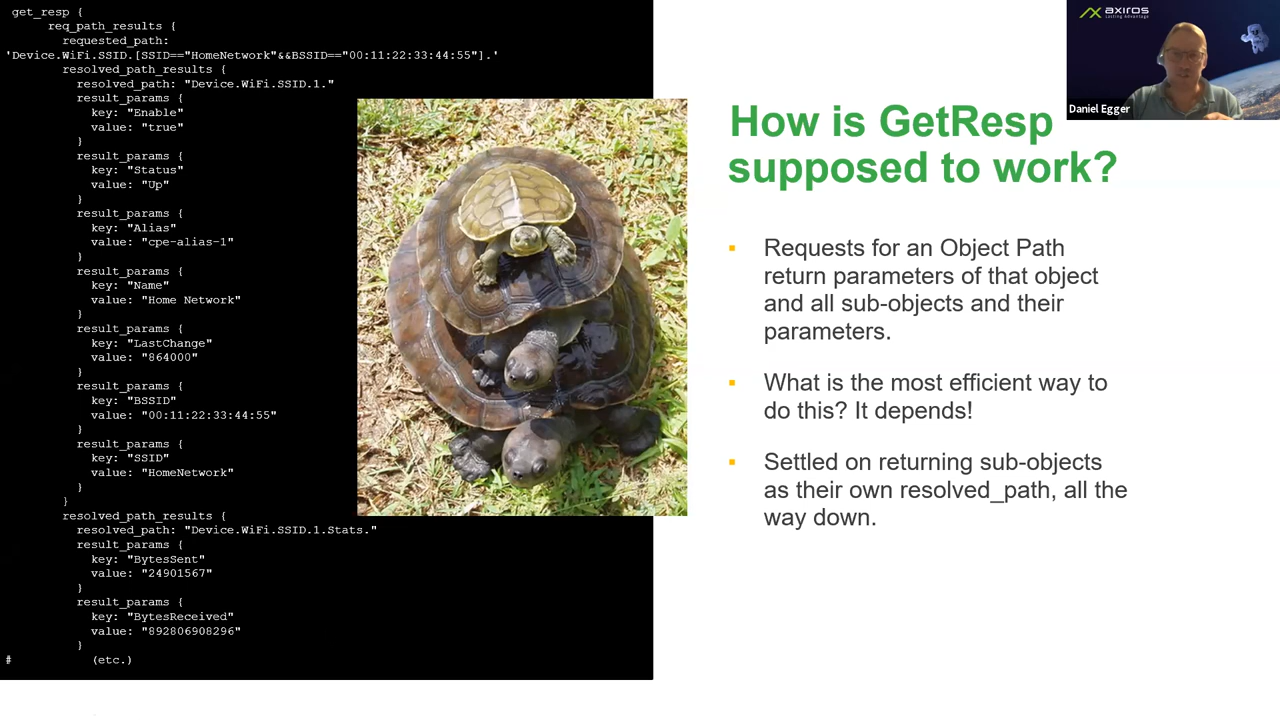 get_resp {
req_path_results {
requested_path:
'Device.WiFi.SSID.[SSID=="HomeNetwork"&&BSSID=="00:11:22:33:44:55"].'
resolved_path_results {
resolved_path: "Device.WiFi.SSID.1."
result_params {
key: "Enable"
value: "true"
}
result_params {
key: "Status"
value: "Up"
}
result_params {
key: "Alias"
value: "cpe-alias-1"
}
result_params {
key: "Name"
value: "Home Network"
}
result_params {
key: "LastChange"
value: "864000"
}
result_params {
key: "BSSID"
value: "00:11:22:33:44:55"
}
result_params {
key: "SSID"
value: "HomeNetwork"
}
}
resolved_path_results {
resolved_path: "Device.WiFi.SSID.1.Stats."
result_params {
key: "BytesSent"
value: "24901567"
}
result_params {
key: "BytesReceived"
value: "892806908296"
}
# (etc.)
axiros
Lasting Advantage
Daniel Egger
How is GetResp
supposed to work?
▪ Requests for an Object Path
return parameters of that object
and all sub-objects and their
parameters.
▪ What is the most efficient way to
do this? It depends!
▪ Settled on returning sub-objects
as their own resolved_path, all the
way down.